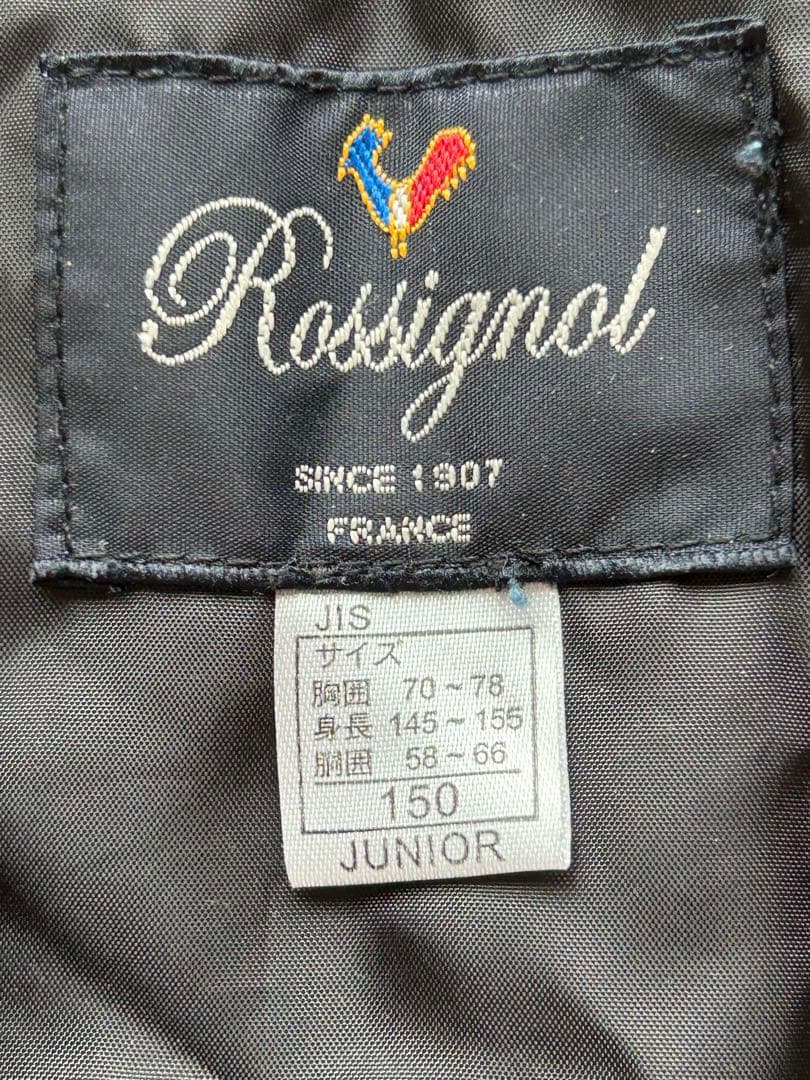 Rossignol
SINCE 1907
FRANCE
JIS
サイズ
胸囲 70~78
身長 145~155
胴囲 58~66
150
JUNIOR